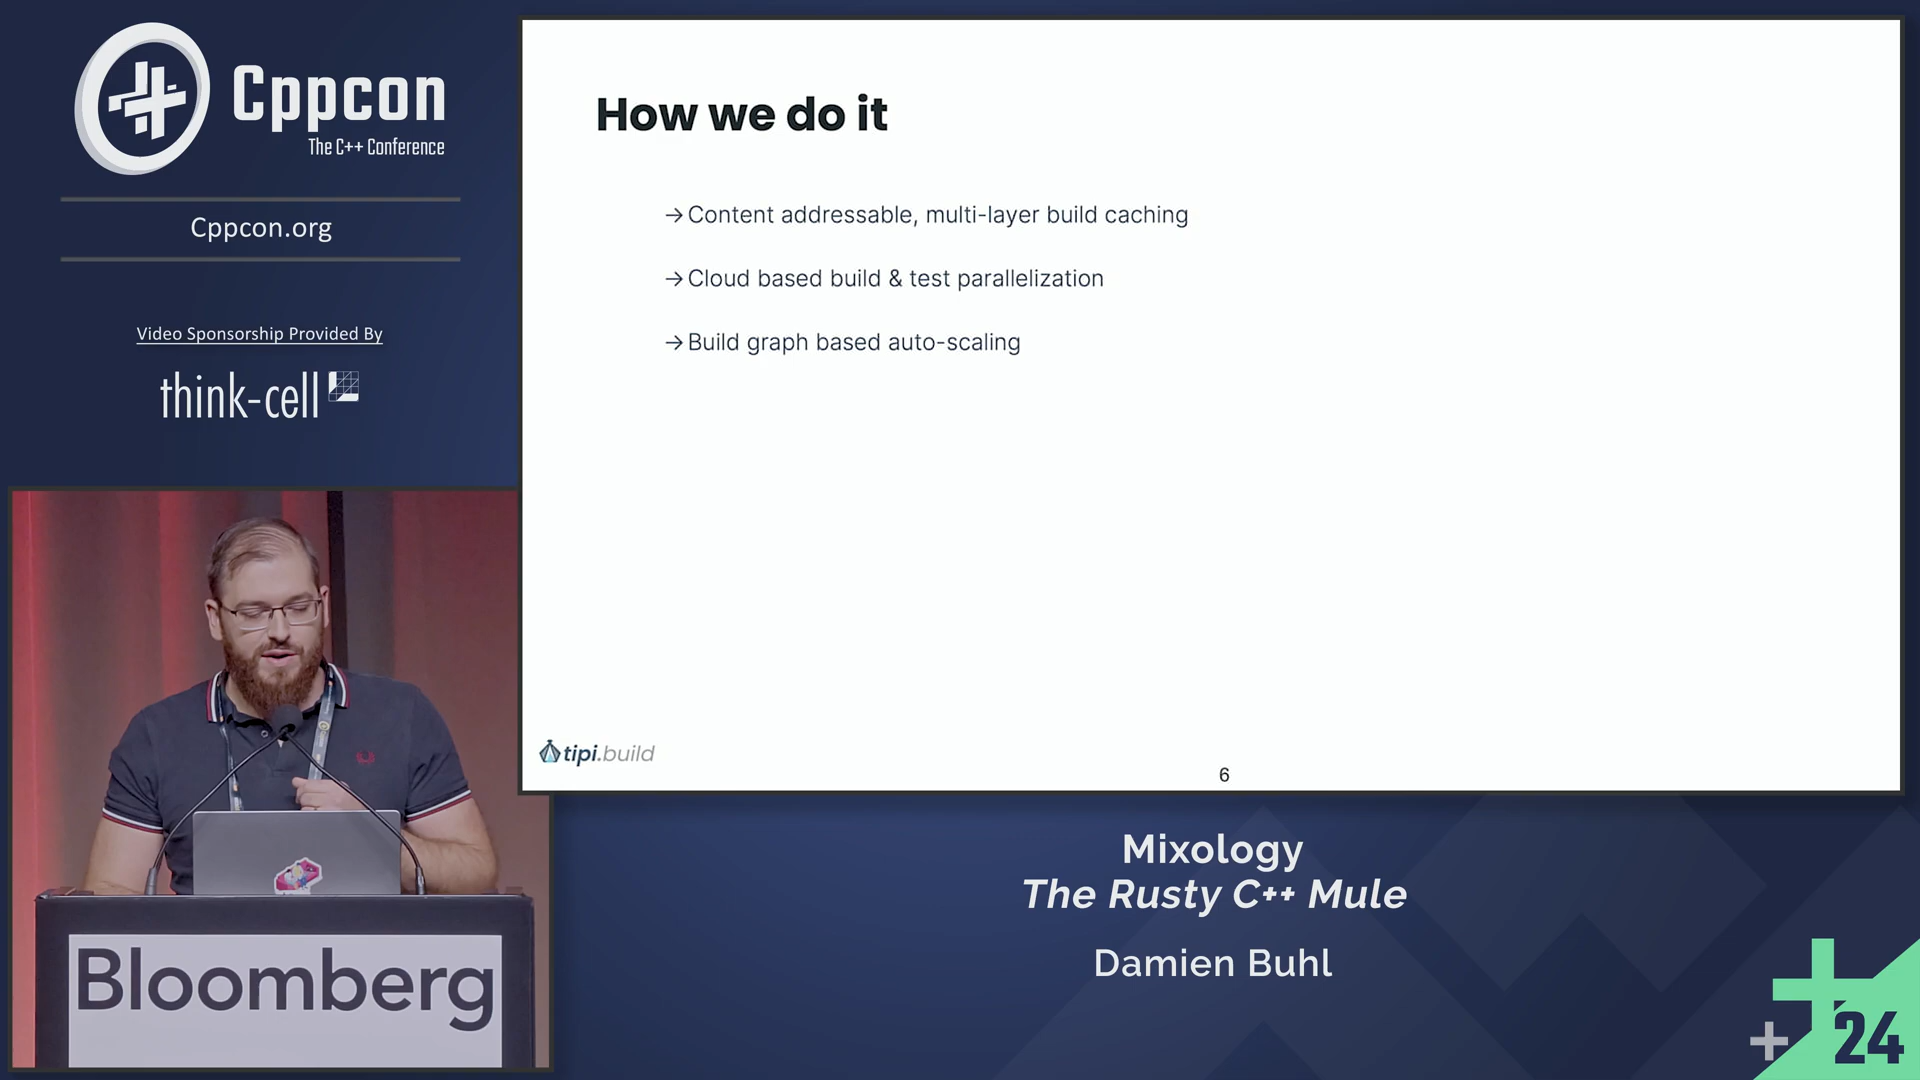 Cppcon
The C++ Conference
Cppcon.org
Video Sponsorship Provided By
think-cell
How we do it
→ Content addressable, multi-layer build caching
→ Cloud based build & test parallelization
→ Build graph based auto-scaling
tipi.build
6
Bloomberg
Mixology
The Rusty C++ Mule
Damien Buhl
24